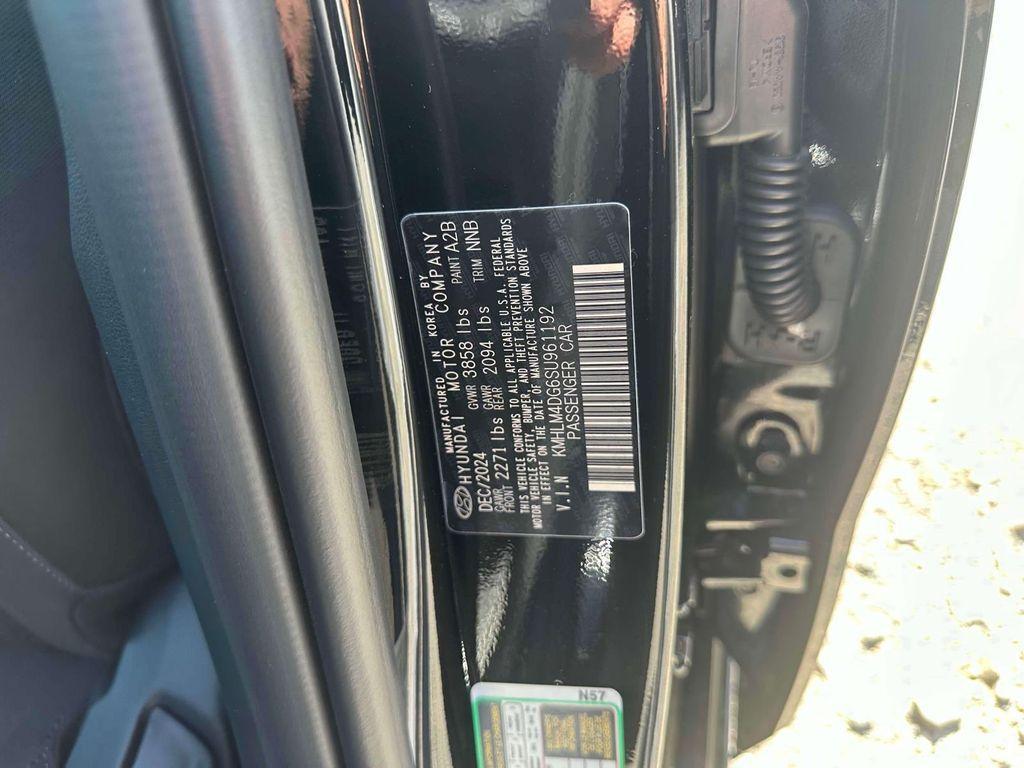 MANUFACTURED IN KOREA BY
HYUNDAI MOTOR COMPANY
DEC/2024 GVWR 3858 lbs PAINT A2B
GAWR FRONT 2271 lbs GAWR REAR 2094 lbs TRIM NNB
THIS VEHICLE CONFORMS TO ALL APPLICABLE U.S.A. FEDERAL
MOTOR VEHICLE SAFETY, BUMPER, AND THEFT PREVENTION STANDARDS
IN EFFECT ON THE DATE OF MANUFACTURE SHOWN ABOVE
V.I.N KMHLM4DG6SU961192
PASSENGER CAR
N57